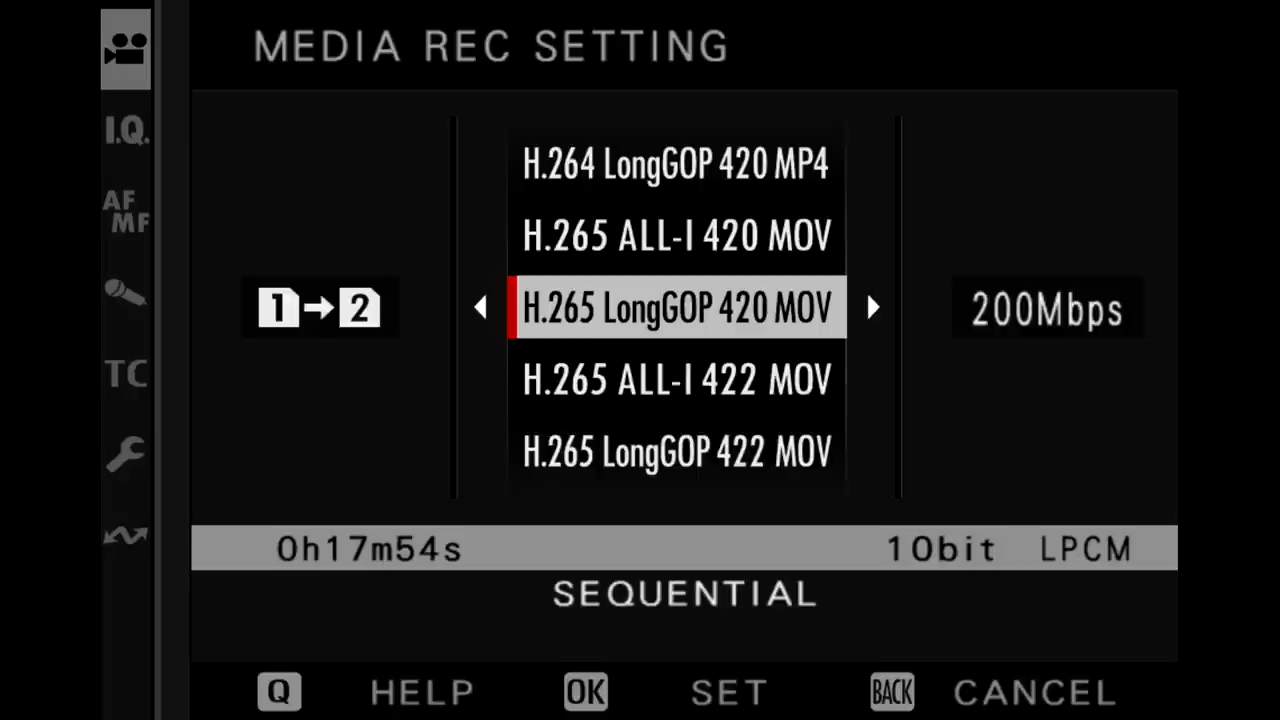 MEDIA REC SETTING
I.Q.
AF
MF
TC
H.264 LongGOP 420 MP4
H.265 ALL-I 420 MOV
1→2
H.265 LongGOP 420 MOV
200Mbps
H.265 ALL-I 422 MOV
H.265 LongGOP 422 MOV
0h17m54s 10bit LPCM
SEQUENTIAL
Q HELP OK SET BACK CANCEL